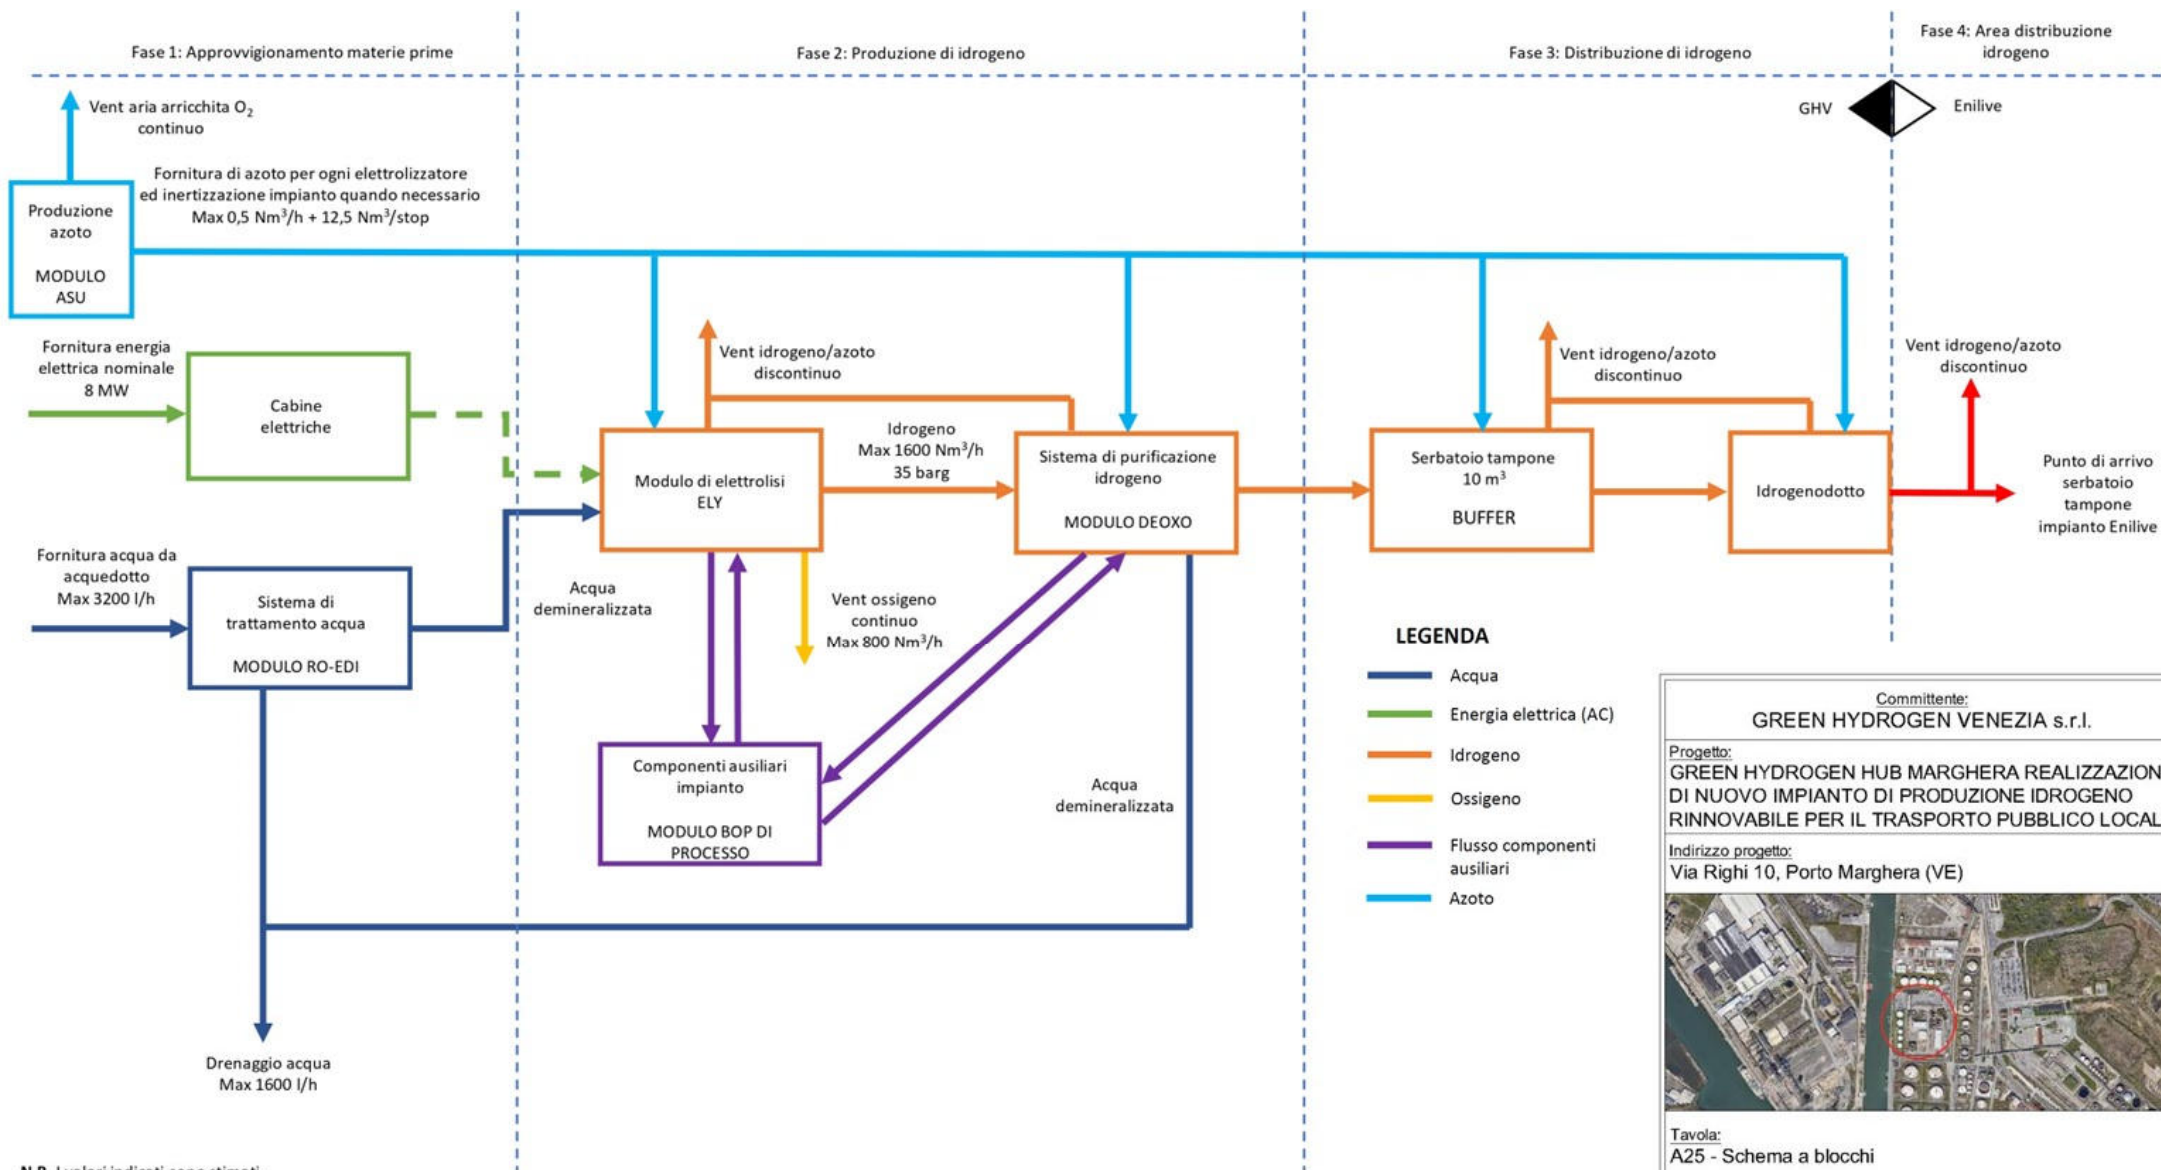 Fase 1: Approvvigionamento materie prime
Fase 2: Produzione di idrogeno
Fase 3: Distribuzione di idrogeno
Fase 4: Area distribuzione
idrogeno
GHV
Enilive
Vent aria arricchita O2
continuo
Fornitura di azoto per ogni elettrolizzatore
ed inertizzazione impianto quando necessario
Max 0,5 Nm³/h + 12,5 Nm³/stop
Produzione
azoto
MODULO
ASU
Fornitura energia
elettrica nominale
8 MW
Cabine
elettriche
Vent idrogeno/azoto
discontinuo
Idrogeno
Max 1600 Nm³/h
35 barg
Modulo di elettrolisi
ELY
Sistema di purificazione
idrogeno
MODULO DEOXO
Vent idrogeno/azoto
discontinuo
Serbatoio tampone
10 m³
BUFFER
Idrogenodotto
Vent idrogeno/azoto
discontinuo
Punto di arrivo
serbatoio
tampone
impianto Enilive
Fornitura acqua da
acquedotto
Max 3200 l/h
Sistema di
trattamento acqua
MODULO RO-EDI
Acqua
demineralizzata
Vent ossigeno
continuo
Max 800 Nm³/h
Componenti ausiliari
impianto
MODULO BOP DI
PROCESSO
Acqua
demineralizzata
Drenaggio acqua
Max 1600 l/h
LEGENDA
Acqua
Energia elettrica (AC)
Idrogeno
Ossigeno
Flusso componenti
ausiliari
Azoto
Committente:
GREEN HYDROGEN VENEZIA s.r.l.
Progetto:
GREEN HYDROGEN HUB MARGHERA REALIZZAZION
DI NUOVO IMPIANTO DI PRODUZIONE IDROGENO
RINNOVABILE PER IL TRASPORTO PUBBLICO LOCAL
Indirizzo progetto:
Via Righi 10, Porto Marghera (VE)
Tavola:
A25 - Schema a blocchi
N.B. I valori indicati sono stimati